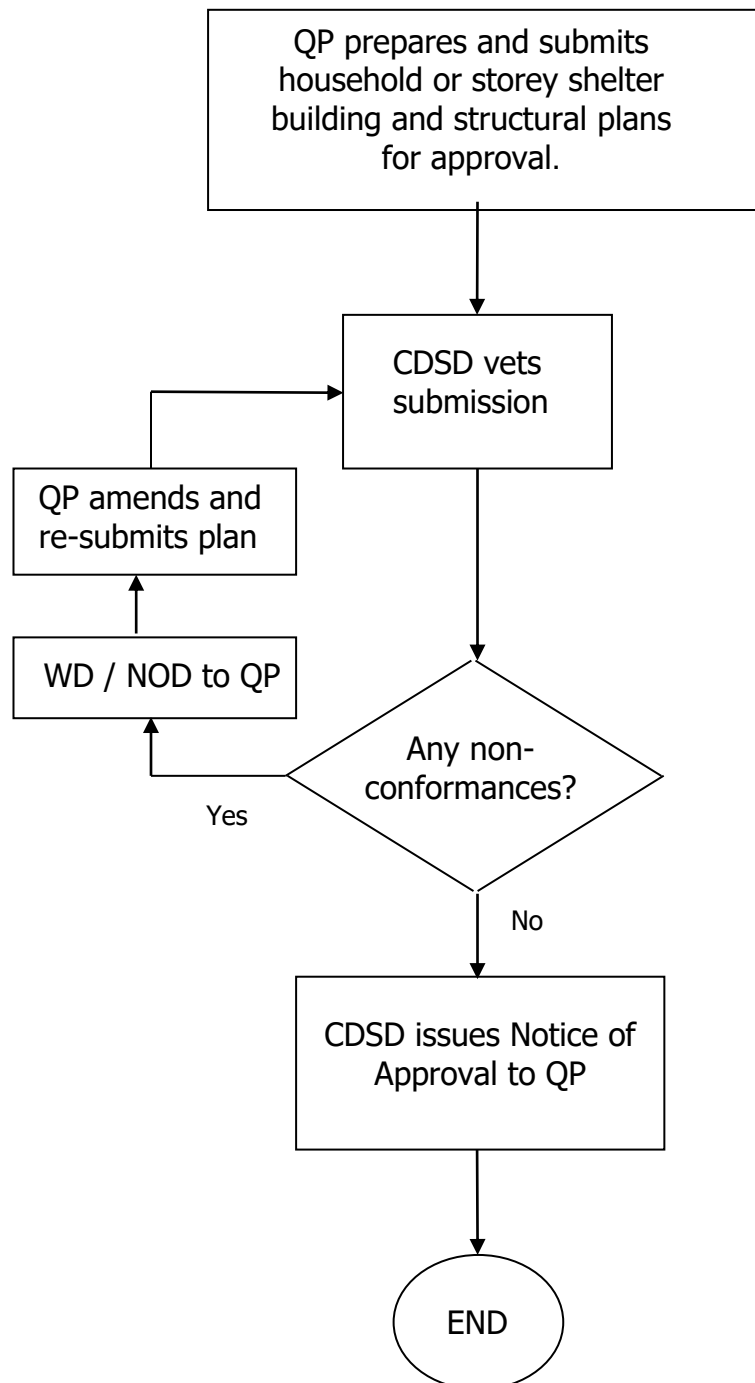 QP prepares and submits
household or storey shelter
building and structural plans
for approval.
CDSD vets
submission
QP amends and
re-submits plan
WD / NOD to QP
Any non-
conformances?
Yes
No
CDSD issues Notice of
Approval to QP
END